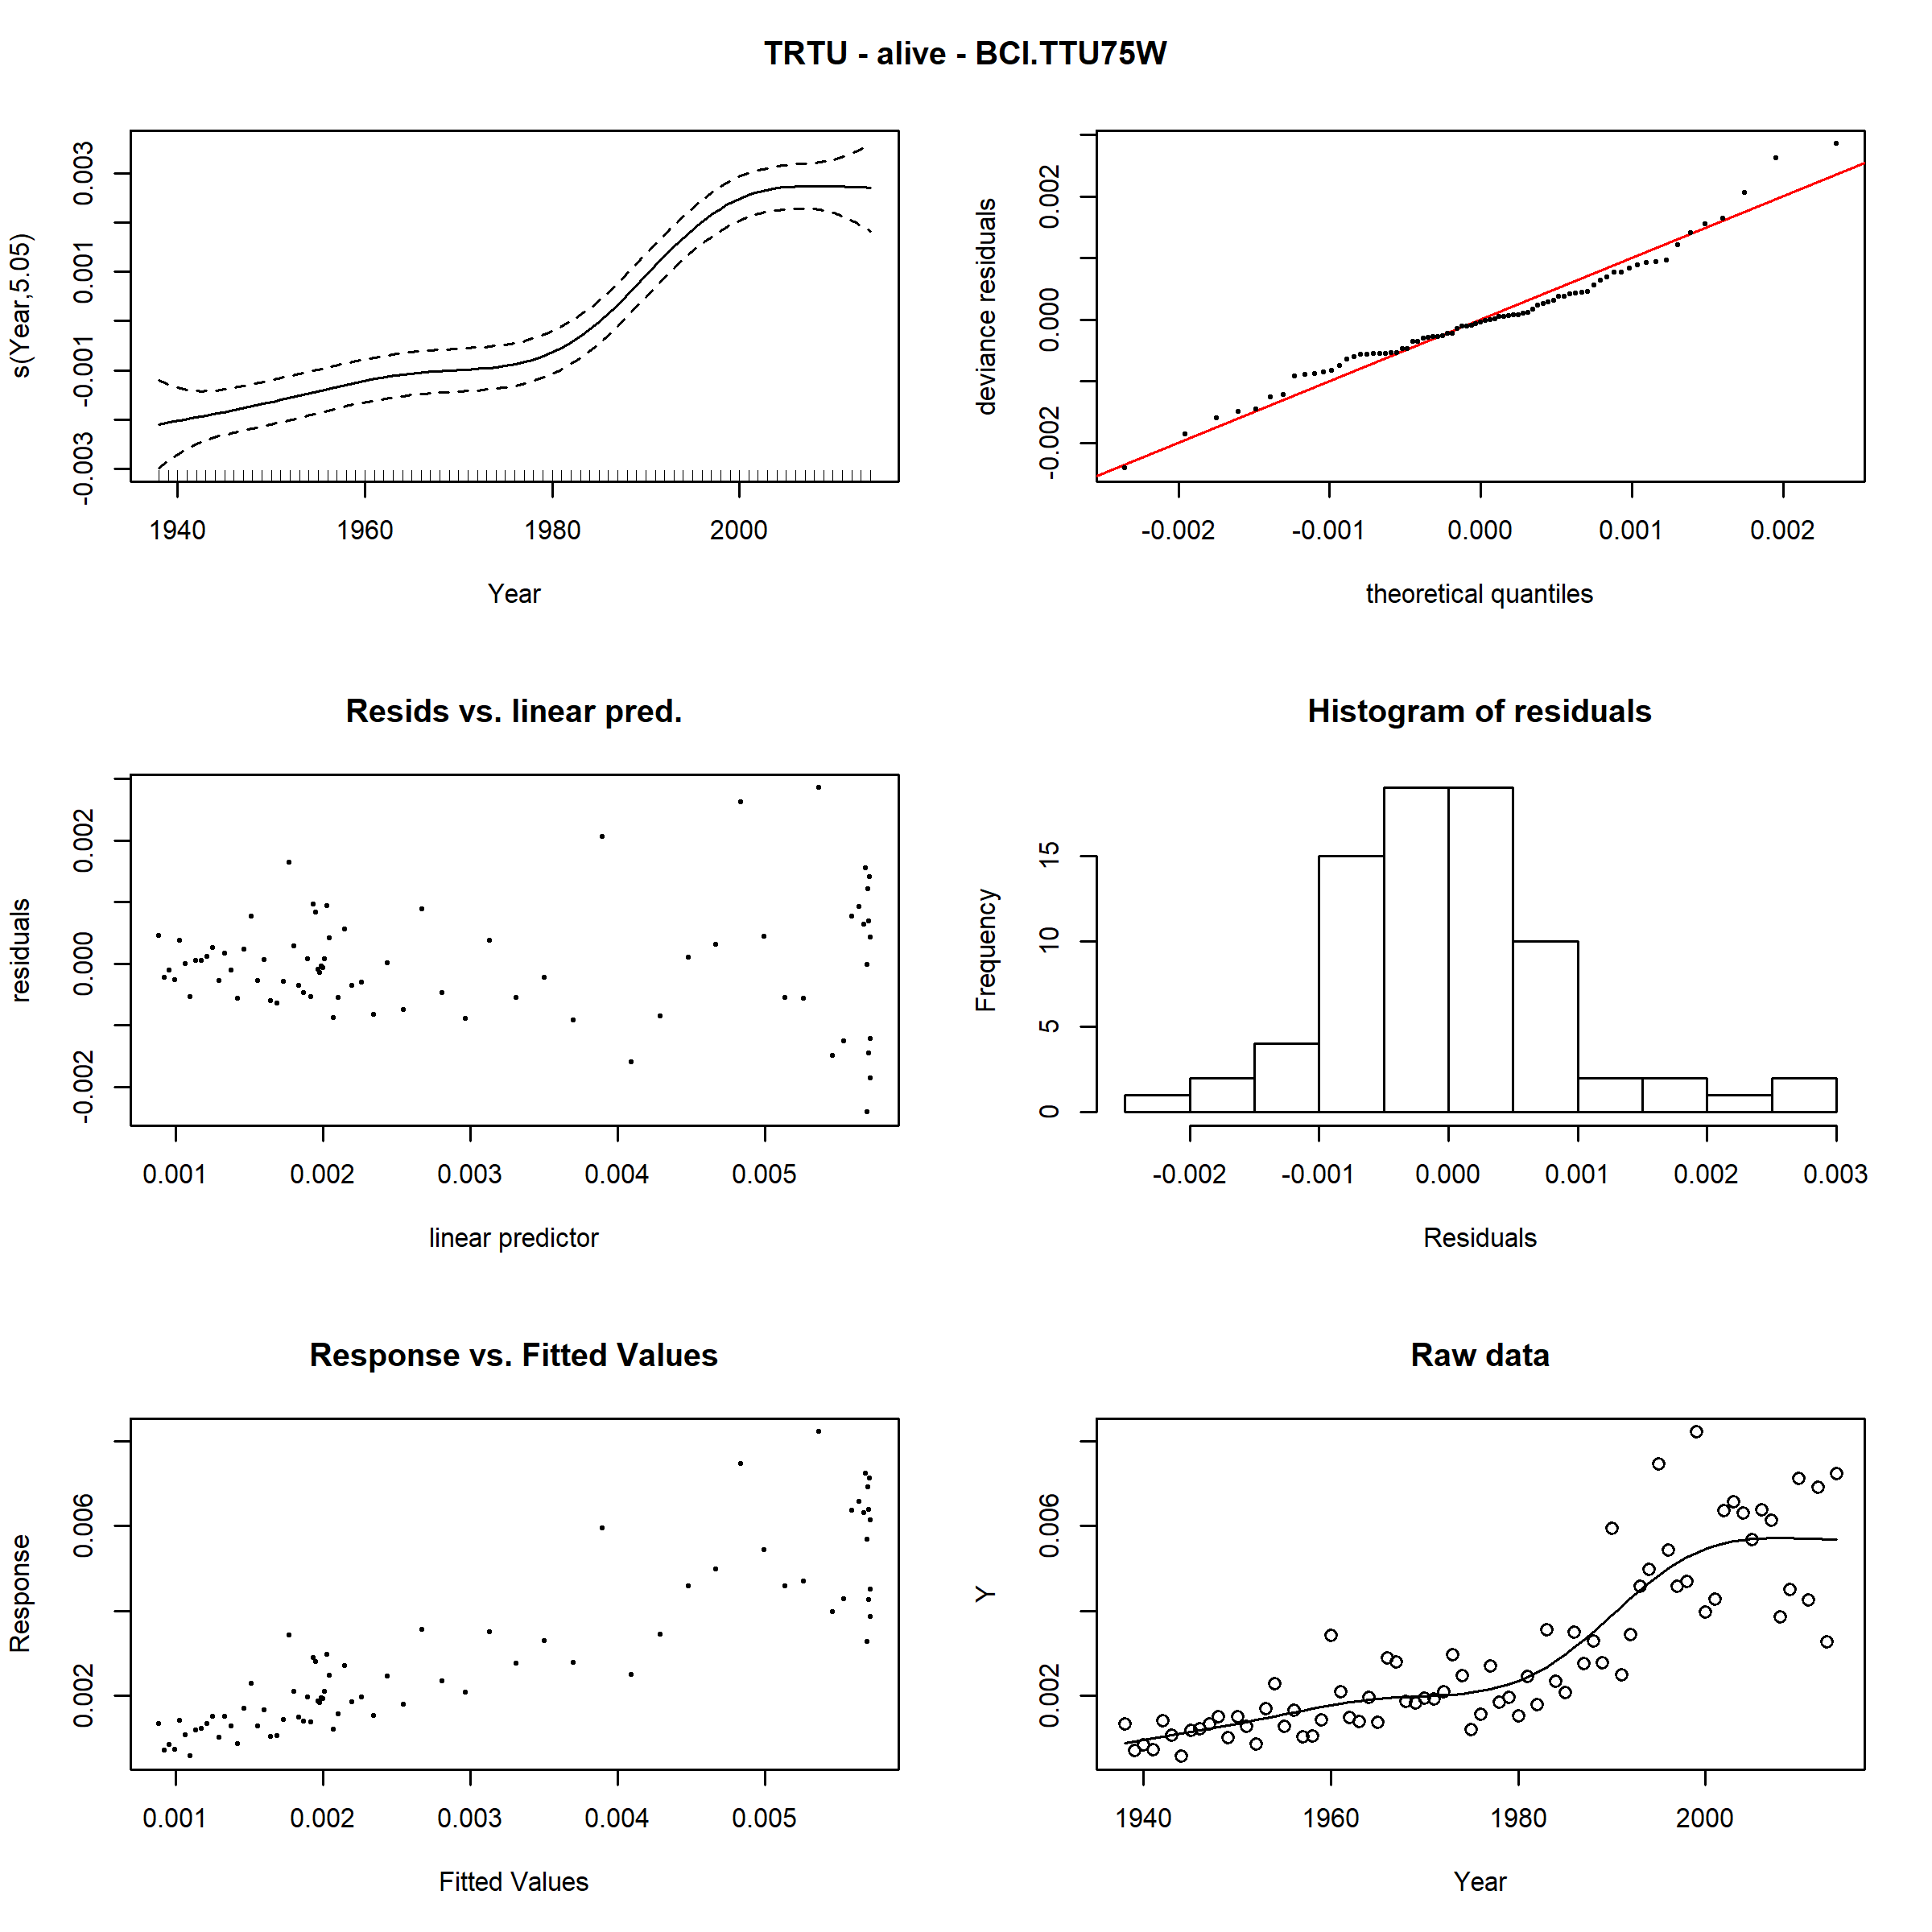 TRTU - alive - BCI.TTU75W
s(Year,5.05)
-0.003 -0.001 0.001 0.003
1940 1960 1980 2000
Year
deviance residuals
-0.002 0.000 0.002
-0.002 -0.001 0.000 0.001 0.002
theoretical quantiles
Resids vs. linear pred.
residuals
-0.002 0.000 0.002
0.001 0.002 0.003 0.004 0.005
linear predictor
Histogram of residuals
Frequency
0 5 10 15
-0.002 -0.001 0.000 0.001 0.002 0.003
Residuals
Response vs. Fitted Values
Response
0.002 0.006
0.001 0.002 0.003 0.004 0.005
Fitted Values
Raw data
Y
0.002 0.006
1940 1960 1980 2000
Year